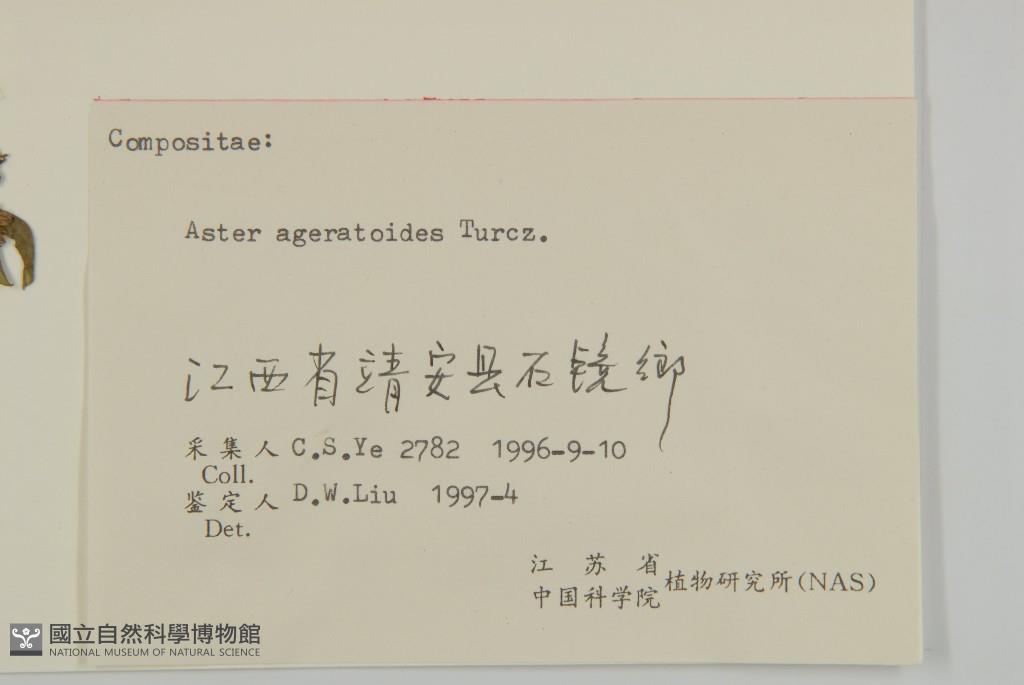 Compositae:
Aster ageratoides Turcz.
江西省靖安县石镜鄉
采集人 C.S.Ye 2782 1996-9-10
Coll.
鉴定人 D.W.Liu 1997-4
Det.
江苏省
中国科学院 植物研究所(NAS)
國立自然科學博物館
NATIONAL MUSEUM OF NATURAL SCIENCE